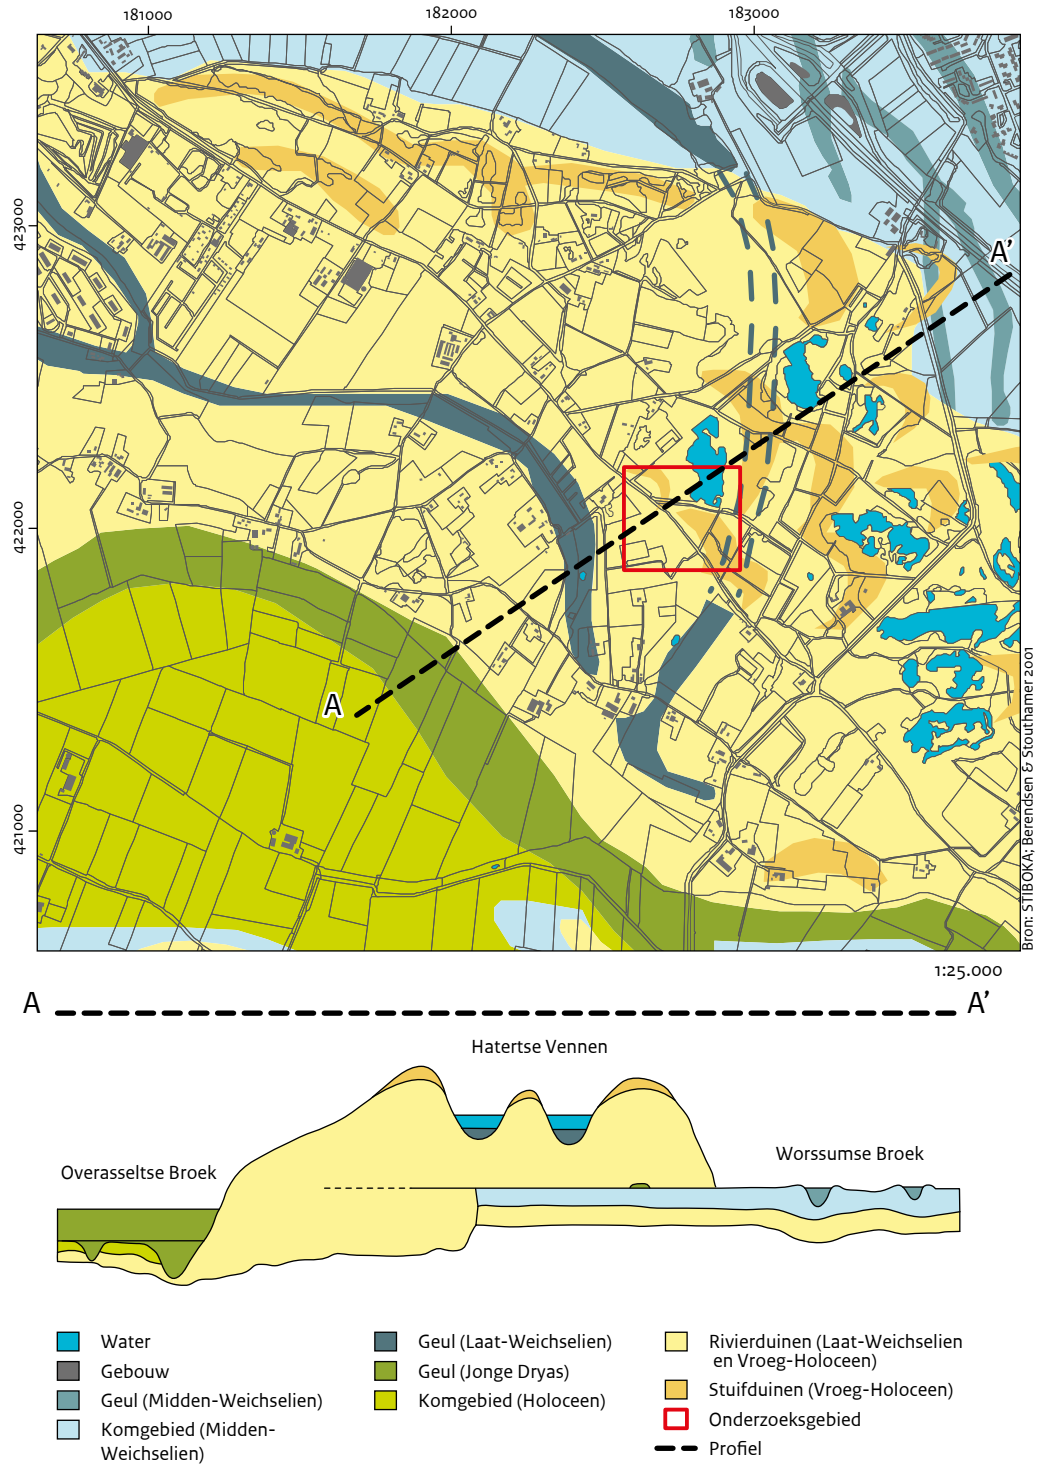 181000
182000
183000
423000
422000
421000
A’
A
Bron: STIBOKA; Berendsen & Stouthamer 2001
1:25.000
A
A’
Hatertse Vennen
Overasseltse Broek
Worssumse Broek
Water
Gebouw
Geul (Midden-Weichselien)
Komgebied (Midden-
Weichselien)
Geul (Laat-Weichselien)
Geul (Jonge Dryas)
Komgebied (Holoceen)
Rivierduinen (Laat-Weichselien
en Vroeg-Holoceen)
Stuifduinen (Vroeg-Holoceen)
Onderzoeksgebied
Profiel